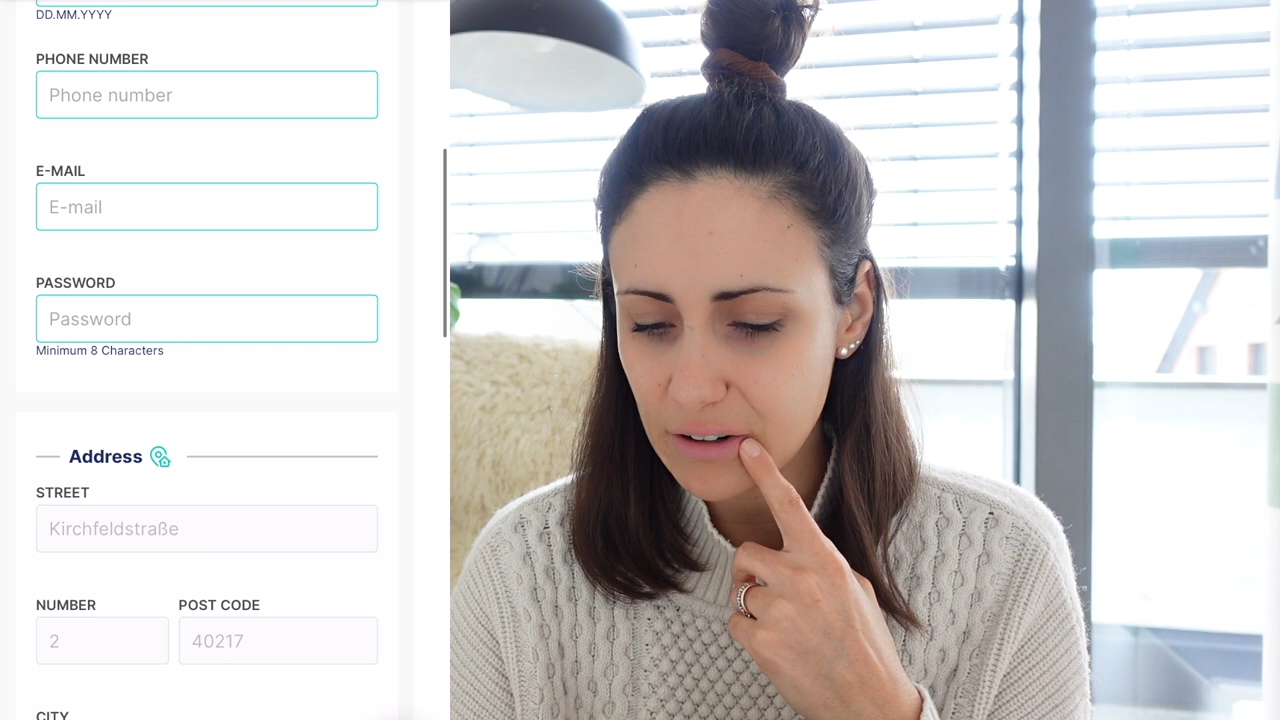 DD.MM.YYYY
PHONE NUMBER
Phone number
E-MAIL
E-mail
PASSWORD
Password
Minimum 8 Characters
Address
STREET
Kirchfeldstraße
NUMBER POST CODE
2 40217
CITY